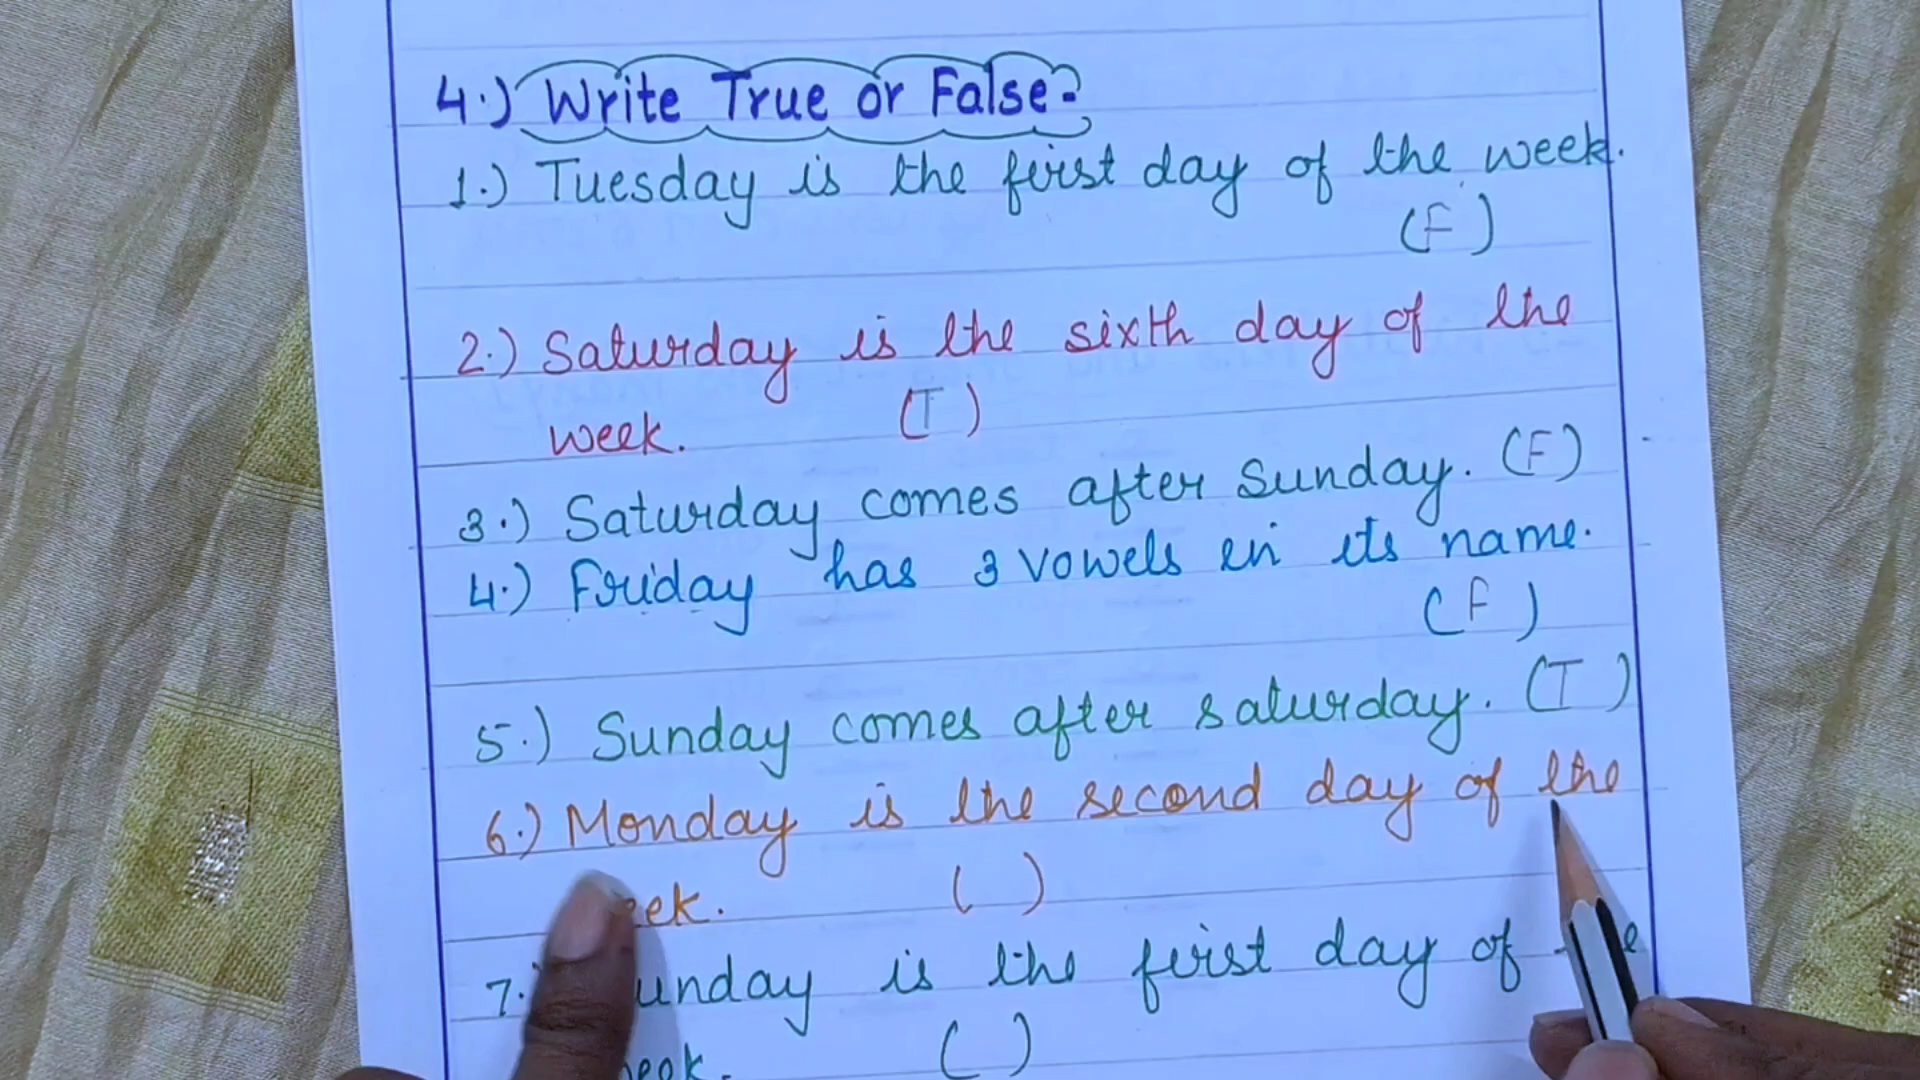 4.) Write True or False?
1.) Tuesday is the first day of the week.
(F)
2.) Saturday is the sixth day of the
week. (T)
3.) Saturday comes after Sunday. (F)
4.) Friday has 3 vowels in its name.
(F)
5.) Sunday comes after saturday. (T)
6.) Monday is the second day of the
eek. ( )
7. unday is the first day of
eek. ( )